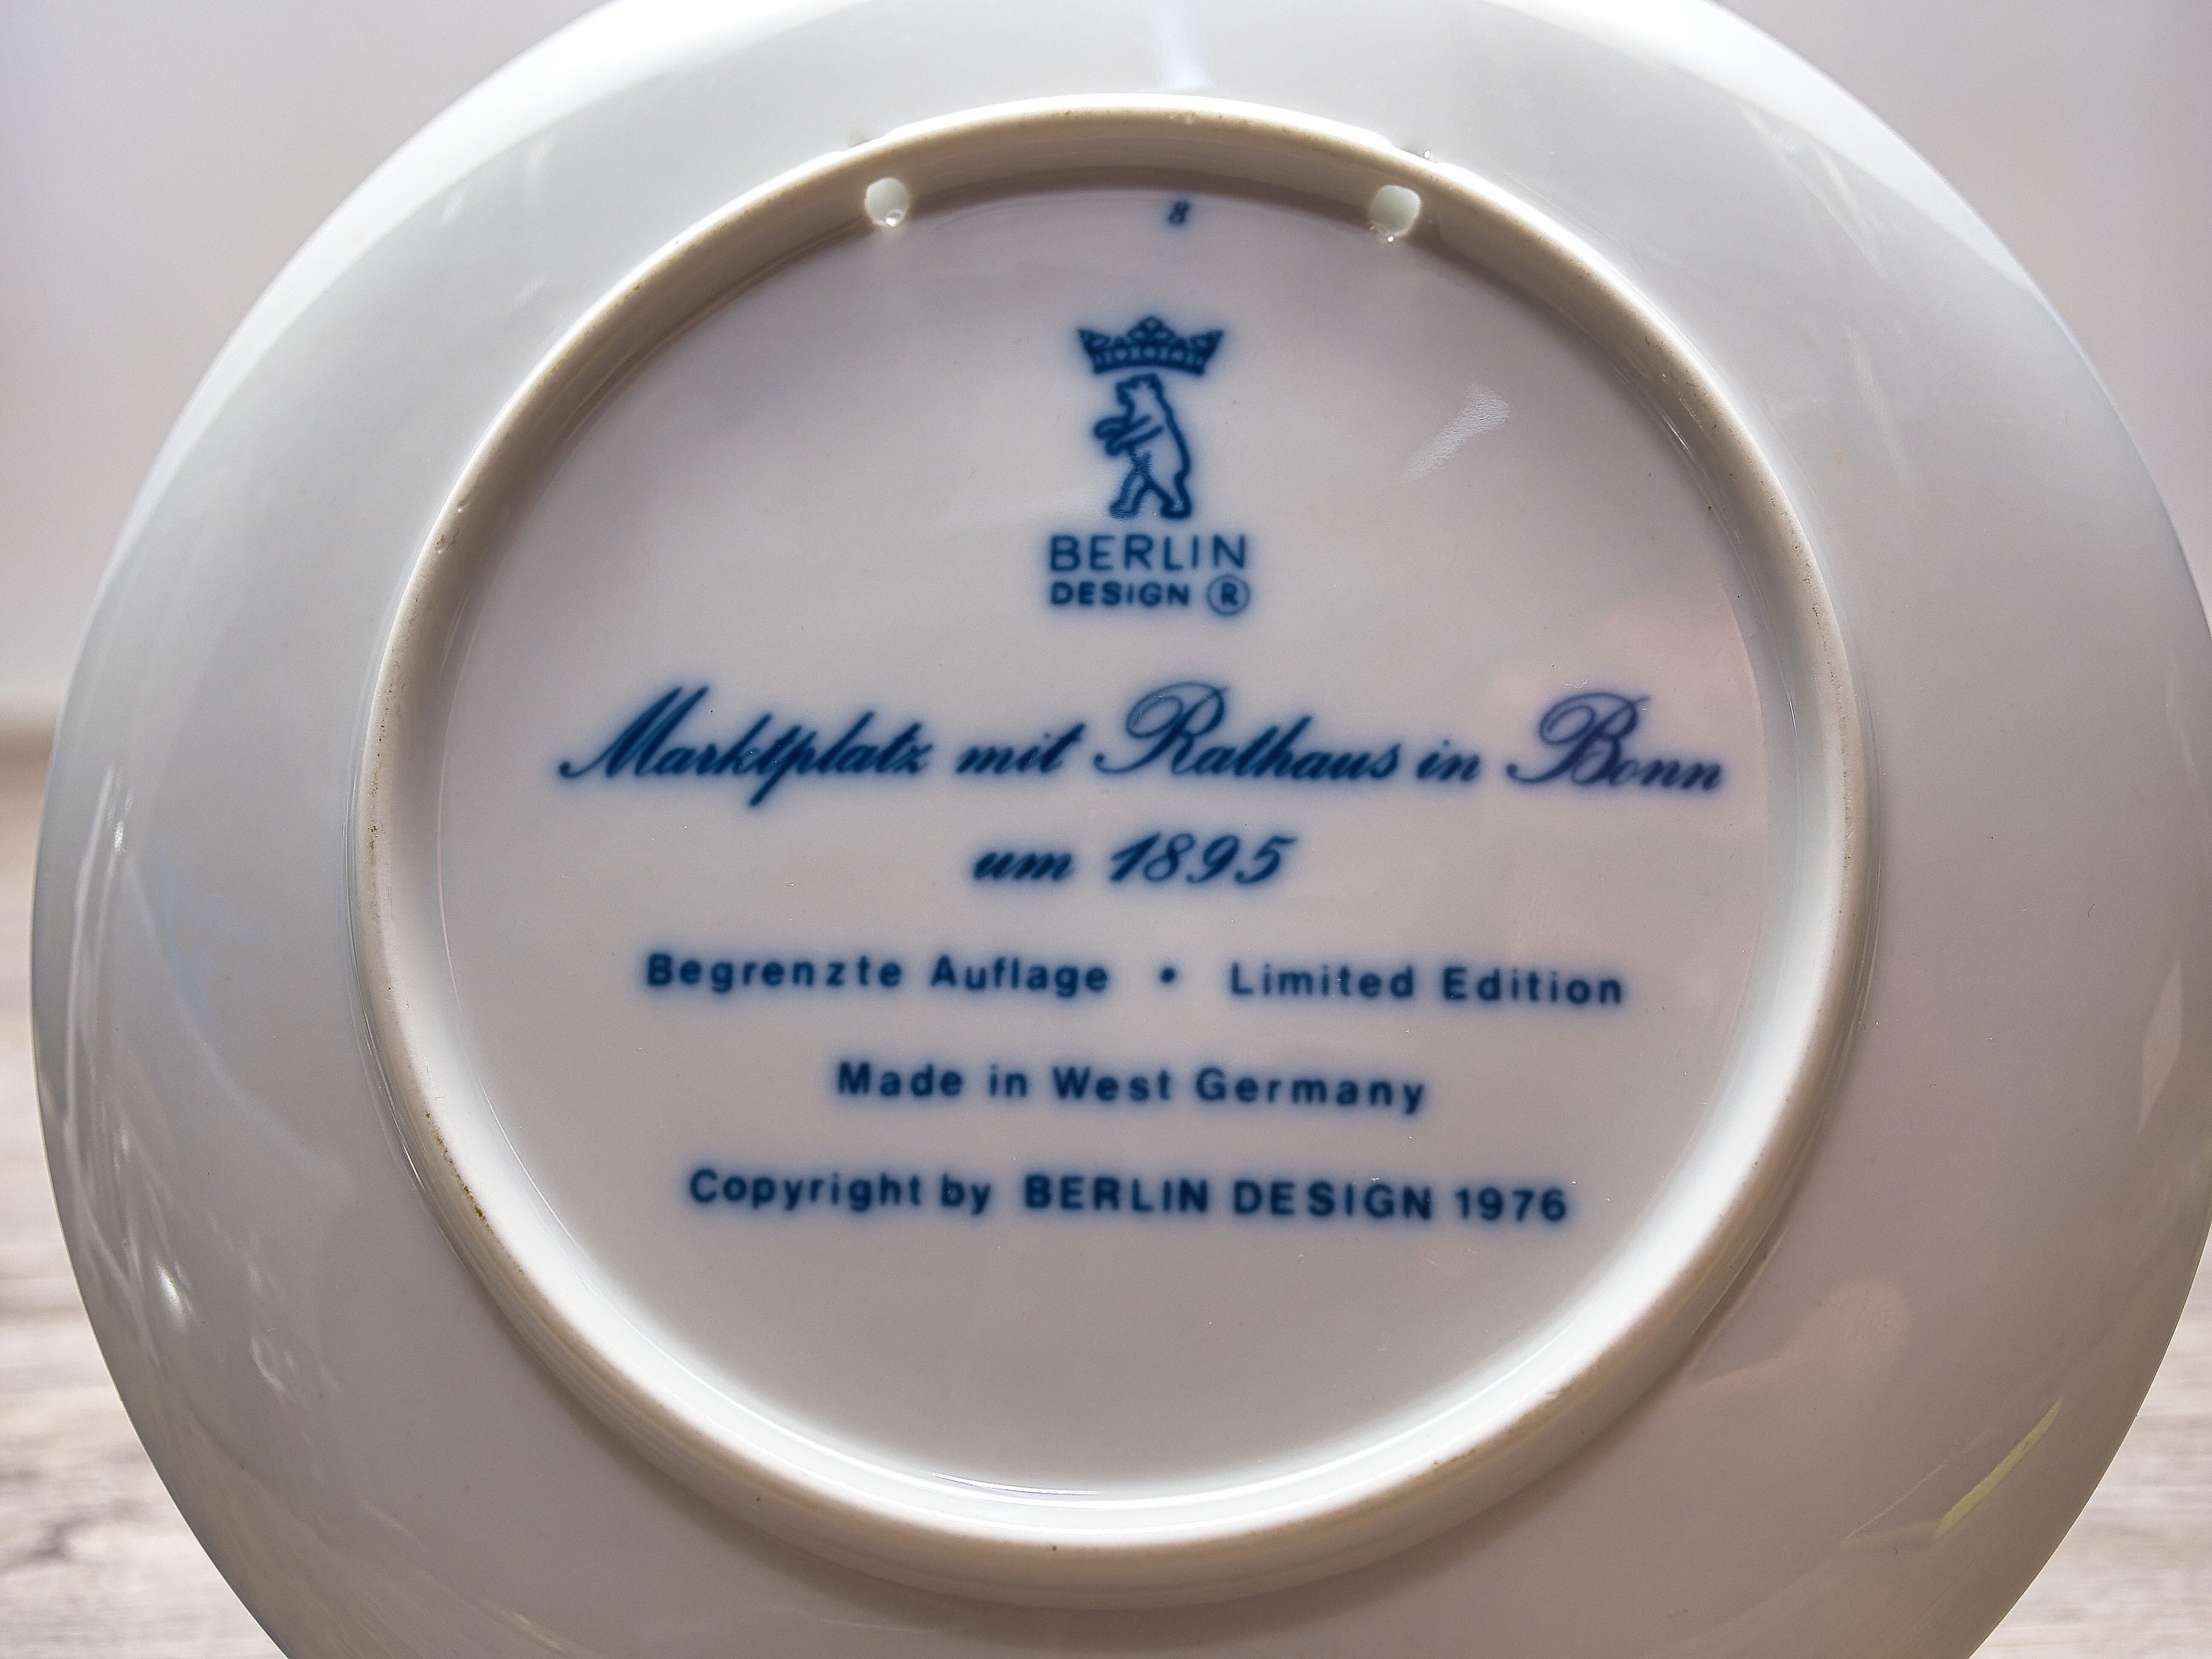 8
BERLIN
DESIGN ®
Marktplatz mit Rathaus in Bonn
um 1895
Begrenzte Auflage • Limited Edition
Made in West Germany
Copyright by BERLIN DESIGN 1976